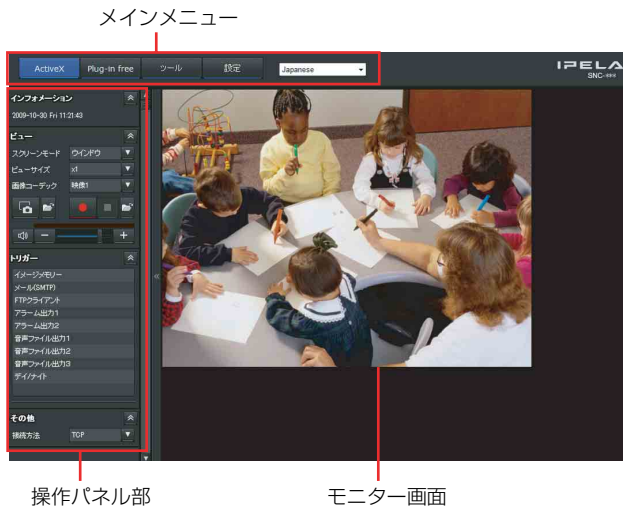 メインメニュー
ActiveX Plug-in free ツール 設定 Japanese
IPELA
SNC-***
インフォメーション
2009-10-30 Fri 11:21:43
ビュー
スクリーンモード ウインドウ
ビューサイズ x1
画像コーデック 映像1
トリガー
イメージメモリー
メール(SMTP)
FTPクライアント
アラーム出力1
アラーム出力2
音声ファイル出力1
音声ファイル出力2
音声ファイル出力3
デイ/ナイト
その他
接続方法 TCP
操作パネル部 モニター画面